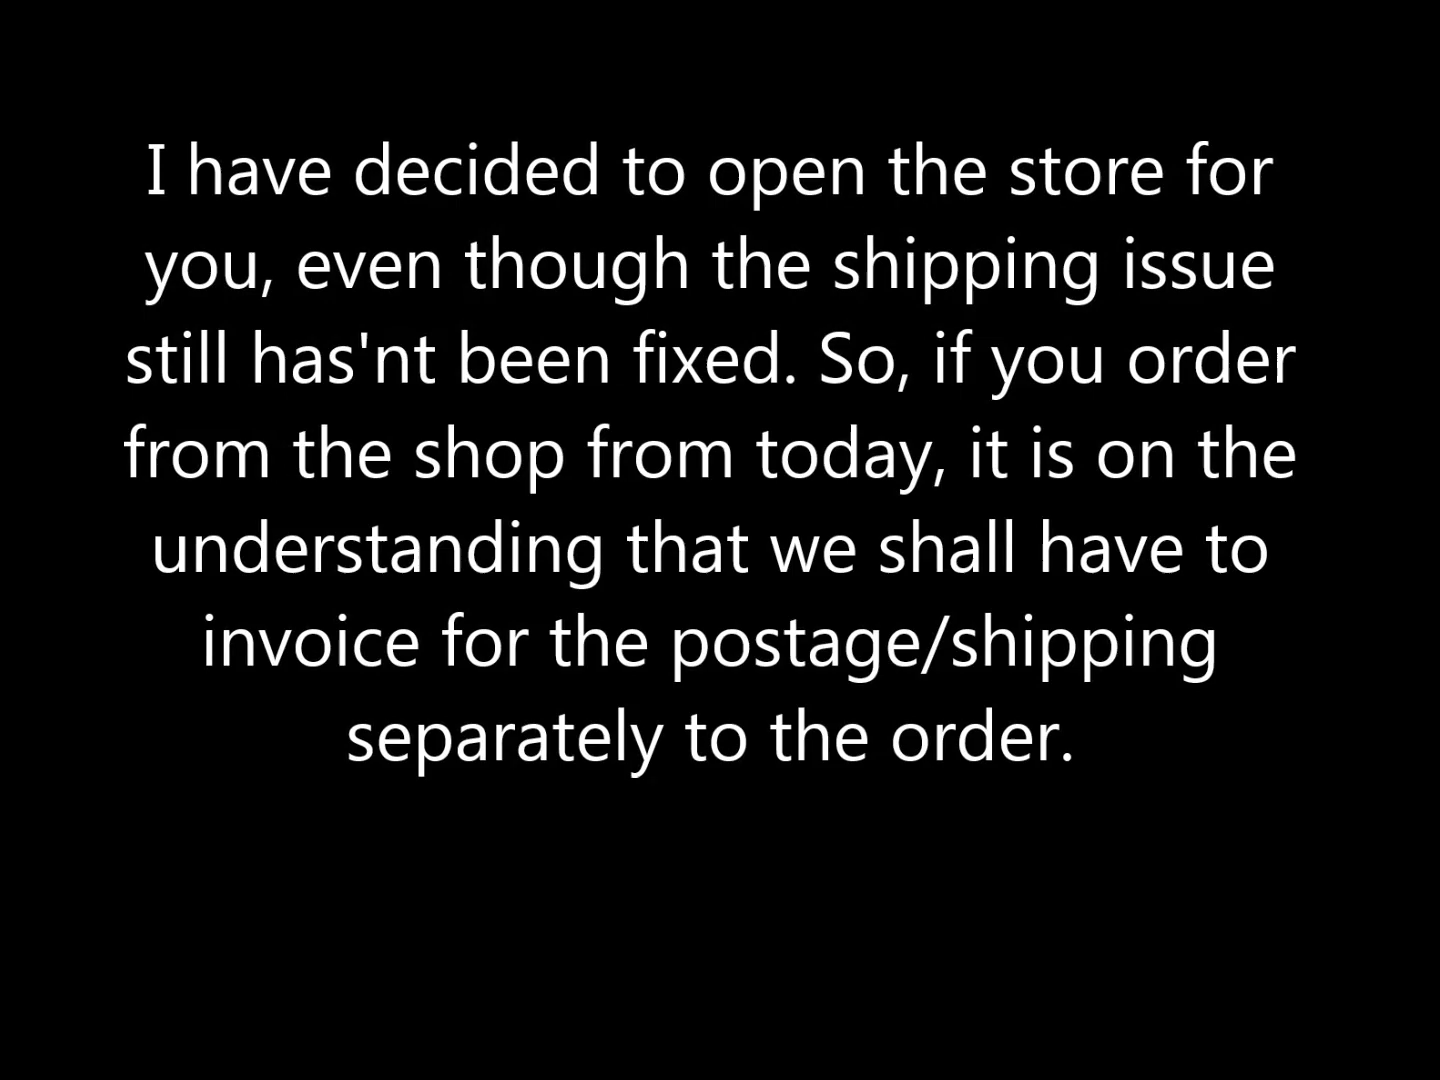 I have decided to open the store for
you, even though the shipping issue
still has'nt been fixed. So, if you order
from the shop from today, it is on the
understanding that we shall have to
invoice for the postage/shipping
separately to the order.